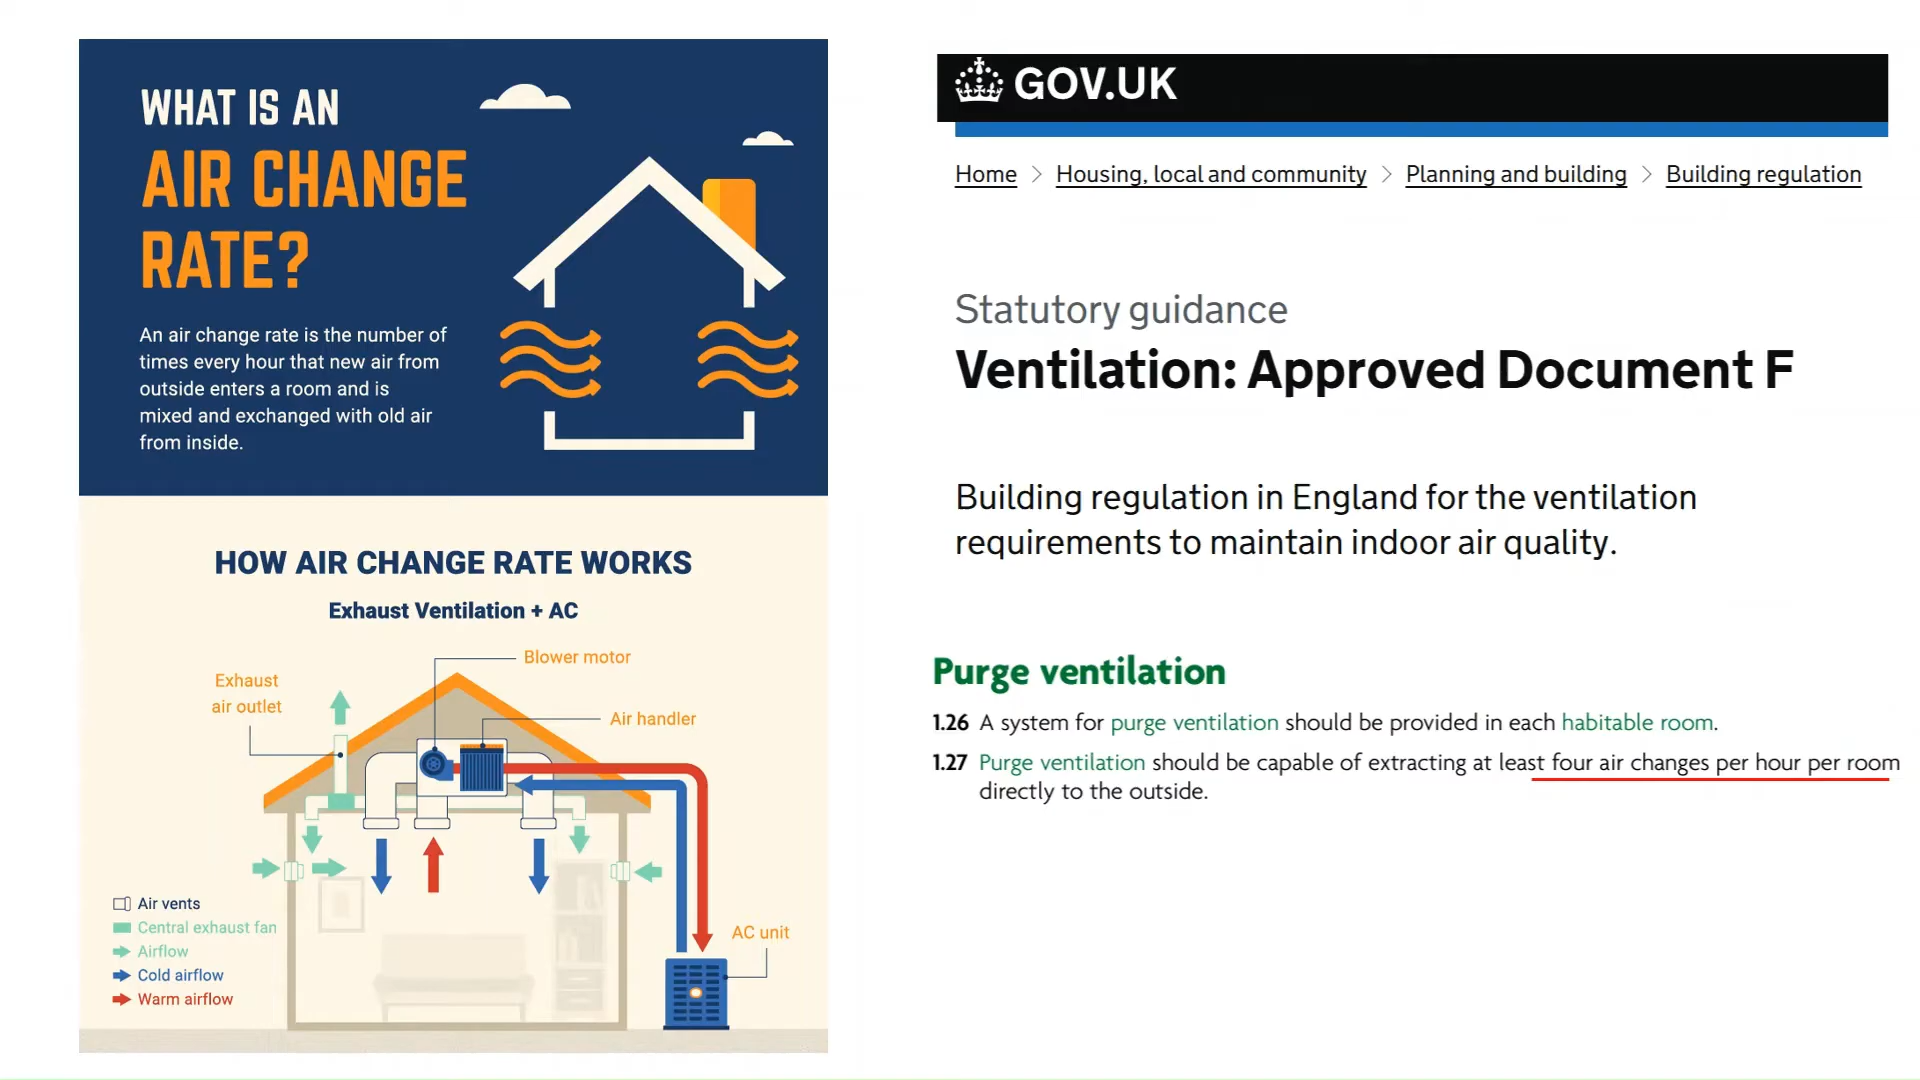 WHAT IS AN
AIR CHANGE
RATE?
An air change rate is the number of
times every hour that new air from
outside enters a room and is
mixed and exchanged with old air
from inside.
HOW AIR CHANGE RATE WORKS
Exhaust Ventilation + AC
Blower motor
Exhaust
air outlet
Air handler
AC unit
Air vents
Central exhaust fan
Airflow
Cold airflow
Warm airflow
GOV.UK
Home > Housing, local and community > Planning and building > Building regulation
Statutory guidance
Ventilation: Approved Document F
Building regulation in England for the ventilation
requirements to maintain indoor air quality.
Purge ventilation
1.26 A system for purge ventilation should be provided in each habitable room.
1.27 Purge ventilation should be capable of extracting at least four air changes per hour per room
directly to the outside.